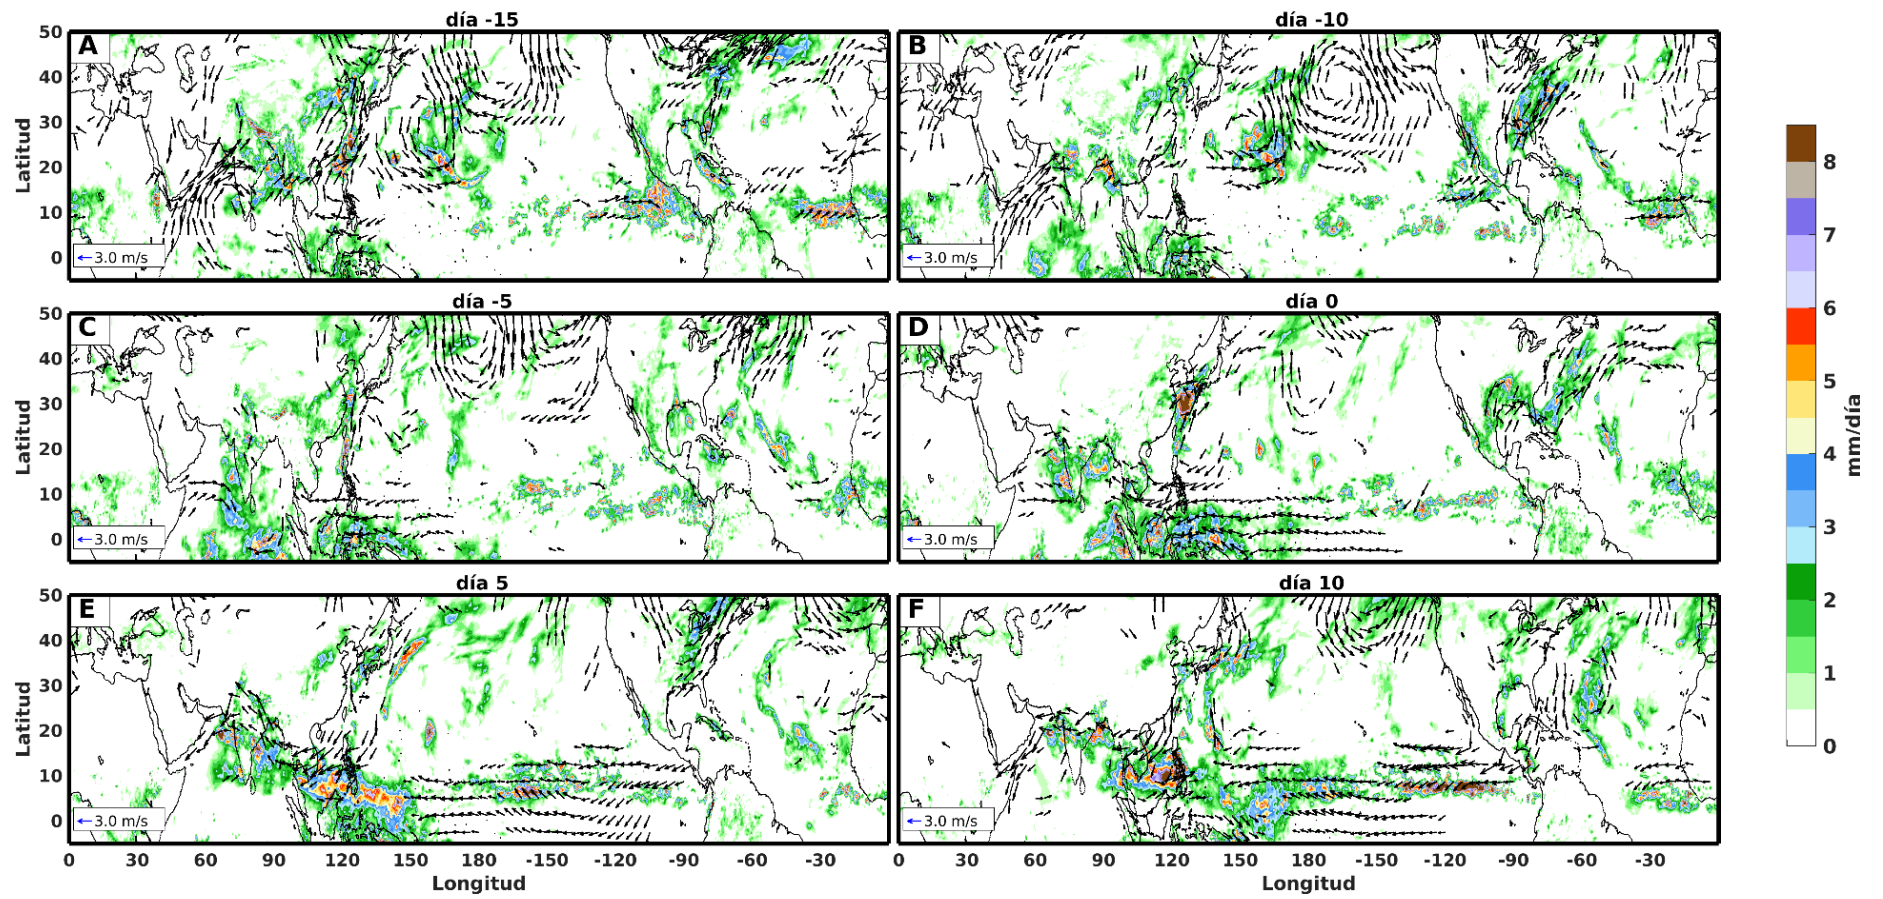 día -15
día -10
A
B
50
40
30
20
10
0
Latitud
3.0 m/s
3.0 m/s
día -5
día 0
C
D
50
40
30
20
10
0
Latitud
3.0 m/s
3.0 m/s
día 5
día 10
E
F
50
40
30
20
10
0
Latitud
3.0 m/s
3.0 m/s
0 30 60 90 120 150 180 -150 -120 -90 -60 -30
0 30 60 90 120 150 180 -150 -120 -90 -60 -30
Longitud
Longitud
8
7
6
5
4
3
2
1
0
mm/día